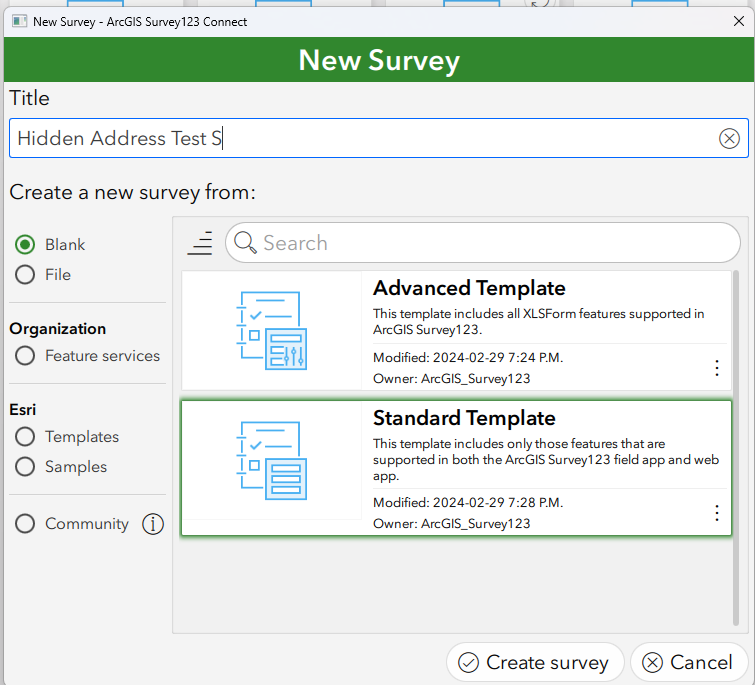 New Survey - ArcGIS Survey123 Connect
New Survey
Title
Hidden Address Test S
Create a new survey from:
Blank
File
Organization
Feature services
Esri
Templates
Samples
Community
Search
Advanced Template
This template includes all XLSForm features supported in
ArcGIS Survey123.
Modified: 2024-02-29 7:24 P.M.
Owner: ArcGIS_Survey123
Standard Template
This template includes only those features that are
supported in both the ArcGIS Survey123 field app and web
app.
Modified: 2024-02-29 7:28 P.M.
Owner: ArcGIS_Survey123
Create survey
Cancel